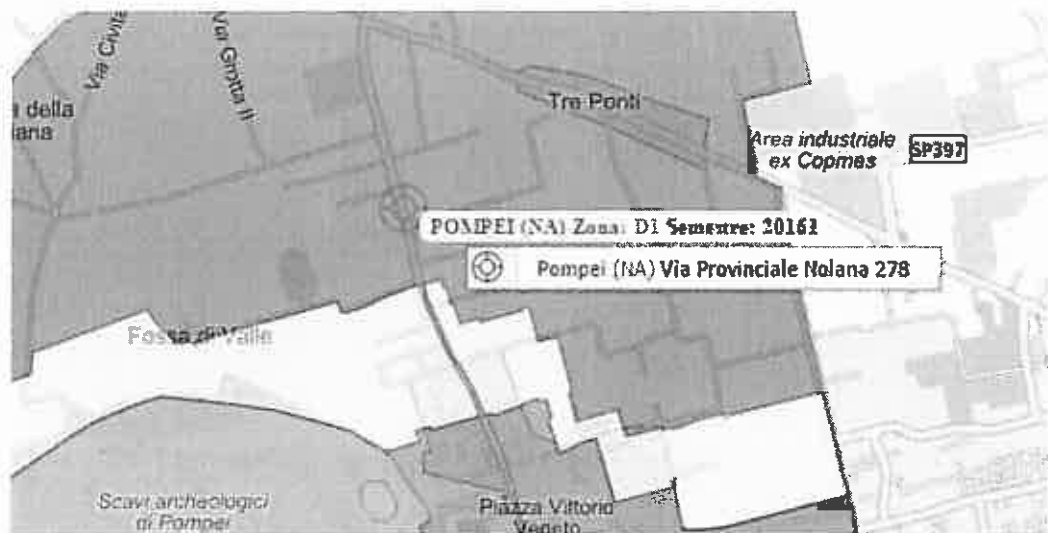 Via Civita
Via Grotta II
a della
iana
Tre Ponti
Area industriale
ex Copmes
SP397
POMPEI (NA) Zona: D1 Semestre: 20162
Pompei (NA) Via Provinciale Nolana 278
Fossa di Valle
Scavi archeologici
di Pompei
Piazza Vittorio
Veneto